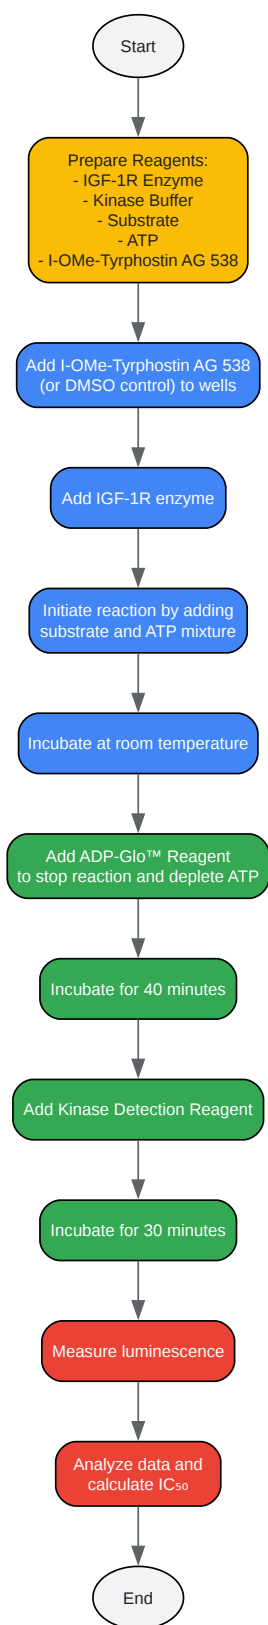 Start
Prepare Reagents:
- IGF-1R Enzyme
- Kinase Buffer
- Substrate
- ATP
- I-OMe-Tyrphostin AG 538
Add I-OMe-Tyrphostin AG 538
(or DMSO control) to wells
Add IGF-1R enzyme
Initiate reaction by adding
substrate and ATP mixture
Incubate at room temperature
Add ADP-Glo™ Reagent
to stop reaction and deplete ATP
Incubate for 40 minutes
Add Kinase Detection Reagent
Incubate for 30 minutes
Measure luminescence
Analyze data and
calculate IC₅₀
End